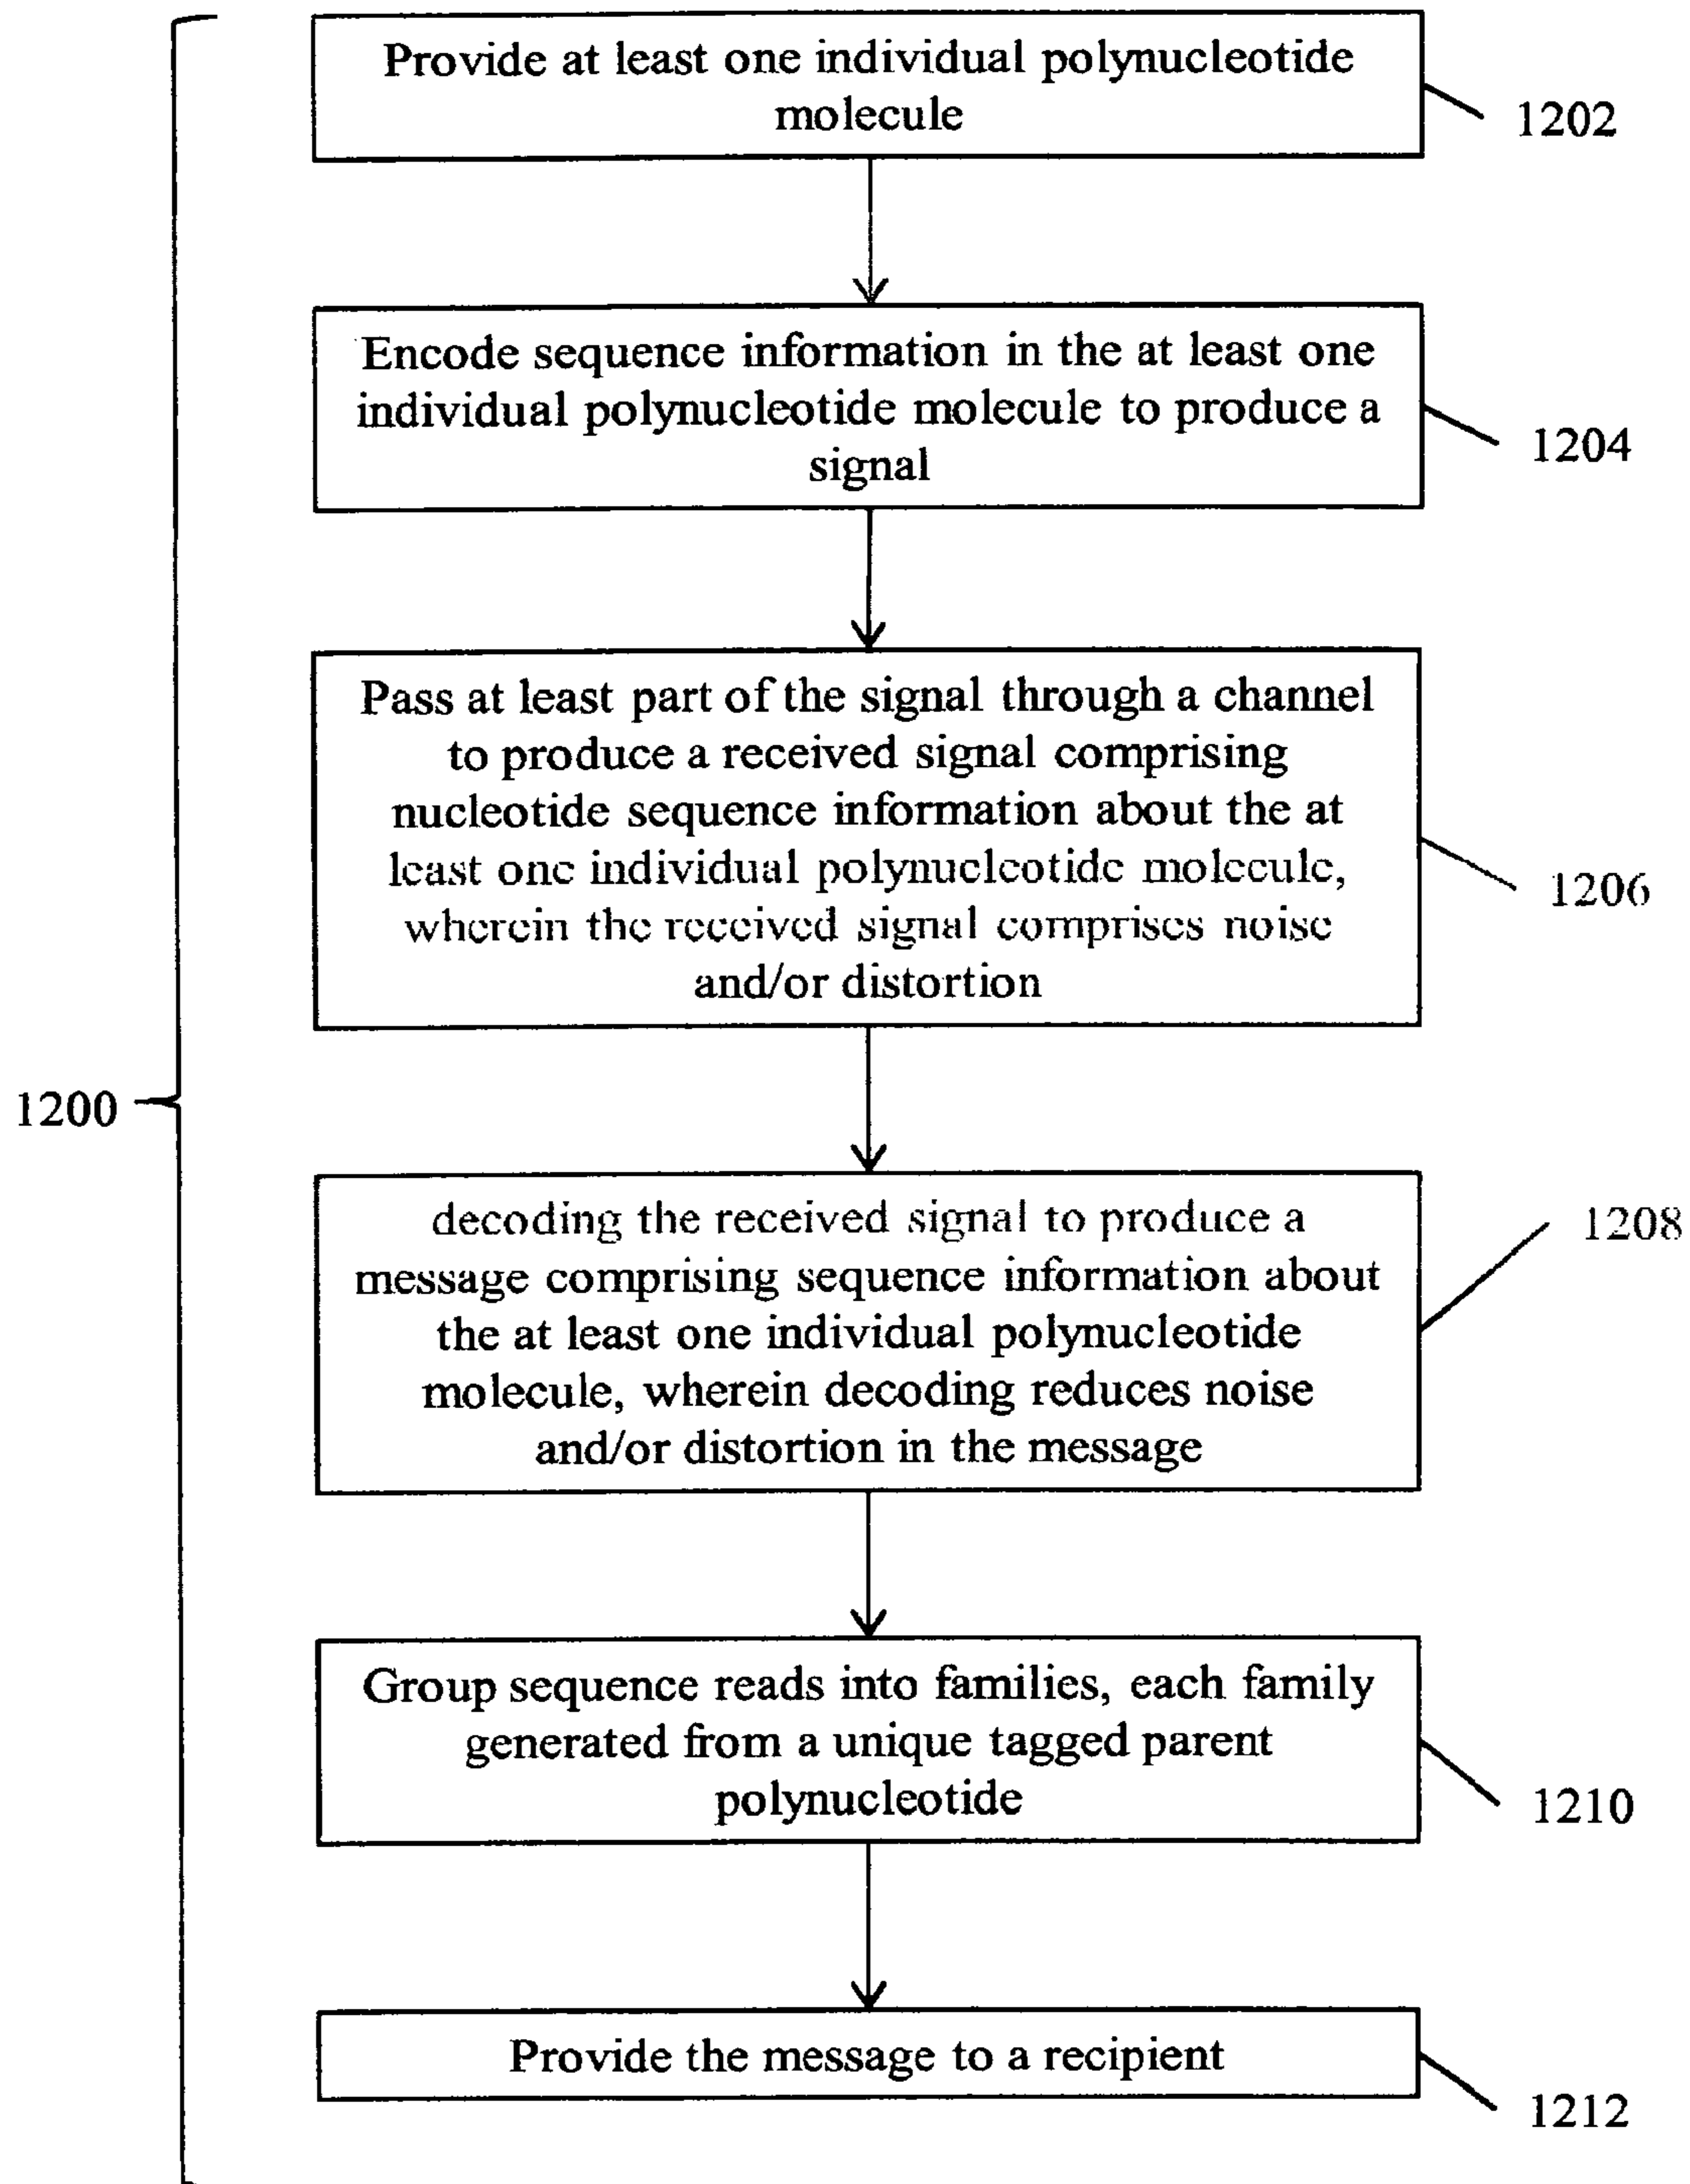 Provide at least one individual polynucleotide
molecule
1202
Encode sequence information in the at least one
individual polynucleotide molecule to produce a
signal
1204
Pass at least part of the signal through a channel
to produce a received signal comprising
nucleotide sequence information about the at
least one individual polynucleotide molecule,
wherein the received signal comprises noise
and/or distortion
1206
1200
decoding the received signal to produce a
message comprising sequence information about
the at least one individual polynucleotide
molecule, wherein decoding reduces noise
and/or distortion in the message
1208
Group sequence reads into families, each family
generated from a unique tagged parent
polynucleotide
1210
Provide the message to a recipient
1212